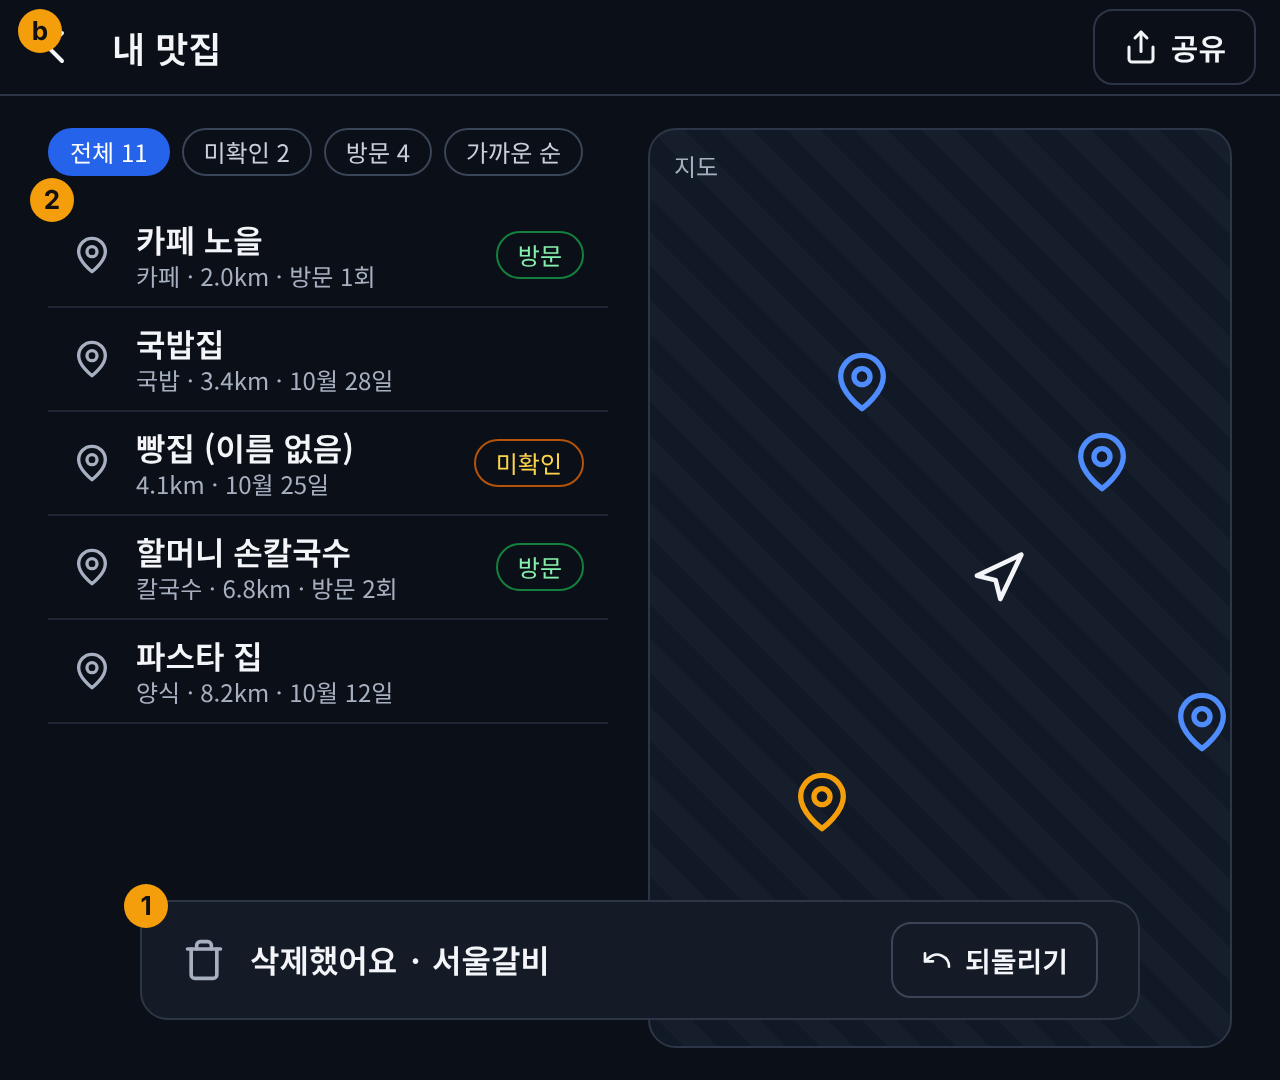 b
내 맛집
공유
전체 11
미확인 2
방문 4
가까운 순
2
카페 노을
카페 · 2.0km · 방문 1회
방문
국밥집
국밥 · 3.4km · 10월 28일
빵집 (이름 없음)
4.1km · 10월 25일
미확인
할머니 손칼국수
칼국수 · 6.8km · 방문 2회
방문
파스타 집
양식 · 8.2km · 10월 12일
지도
1
삭제했어요 · 서울갈비
되돌리기